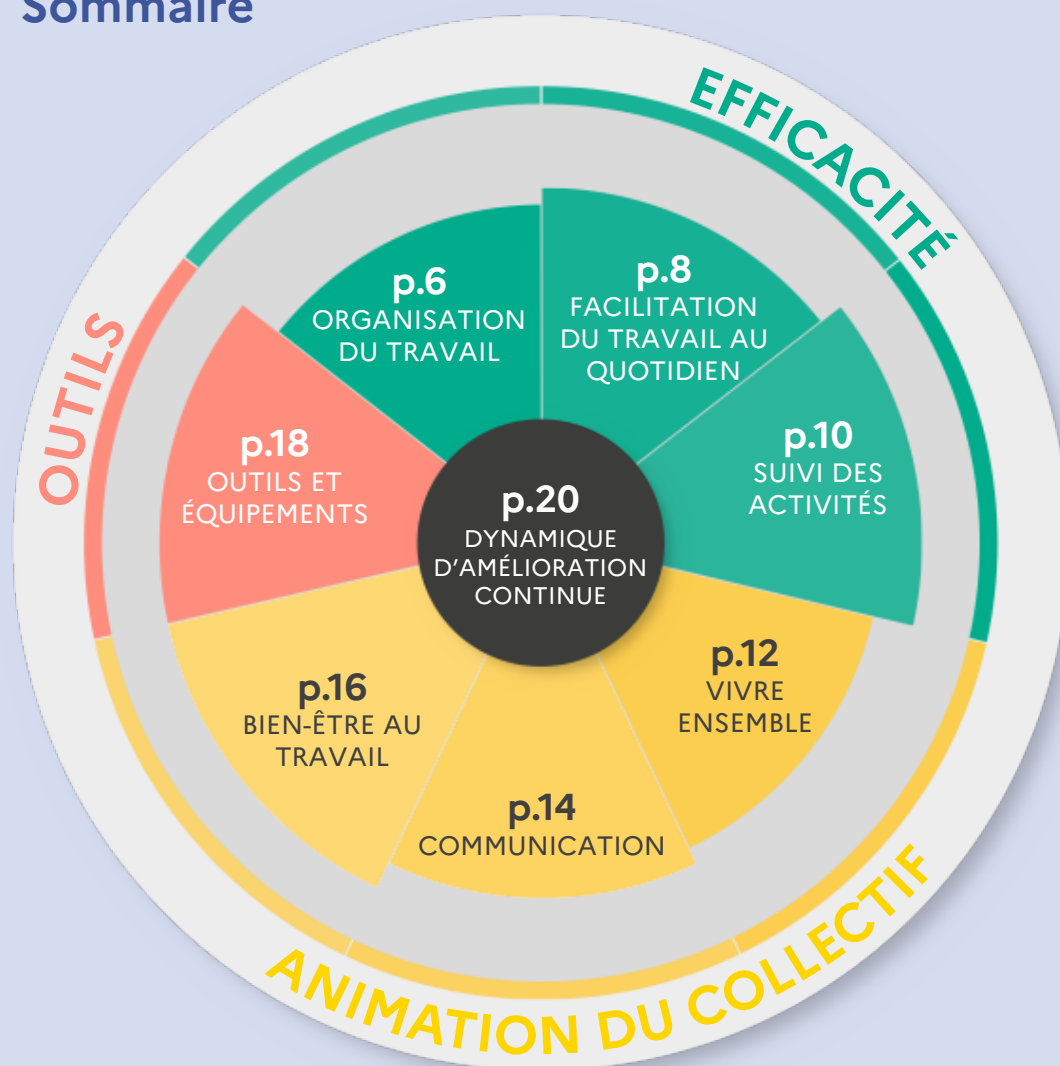 Sommaire
EFFICACITÉ
p.6
ORGANISATION
DU TRAVAIL
p.8
FACILITATION
DU TRAVAIL AU
QUOTIDIEN
p.10
SUIVI DES
ACTIVITÉS
ANIMATION DU COLLECTIF
p.12
VIVRE
ENSEMBLE
p.14
COMMUNICATION
p.16
BIEN-ÊTRE AU
TRAVAIL
OUTILS
p.18
OUTILS ET
ÉQUIPEMENTS
p.20
DYNAMIQUE
D’AMÉLIORATION
CONTINUE